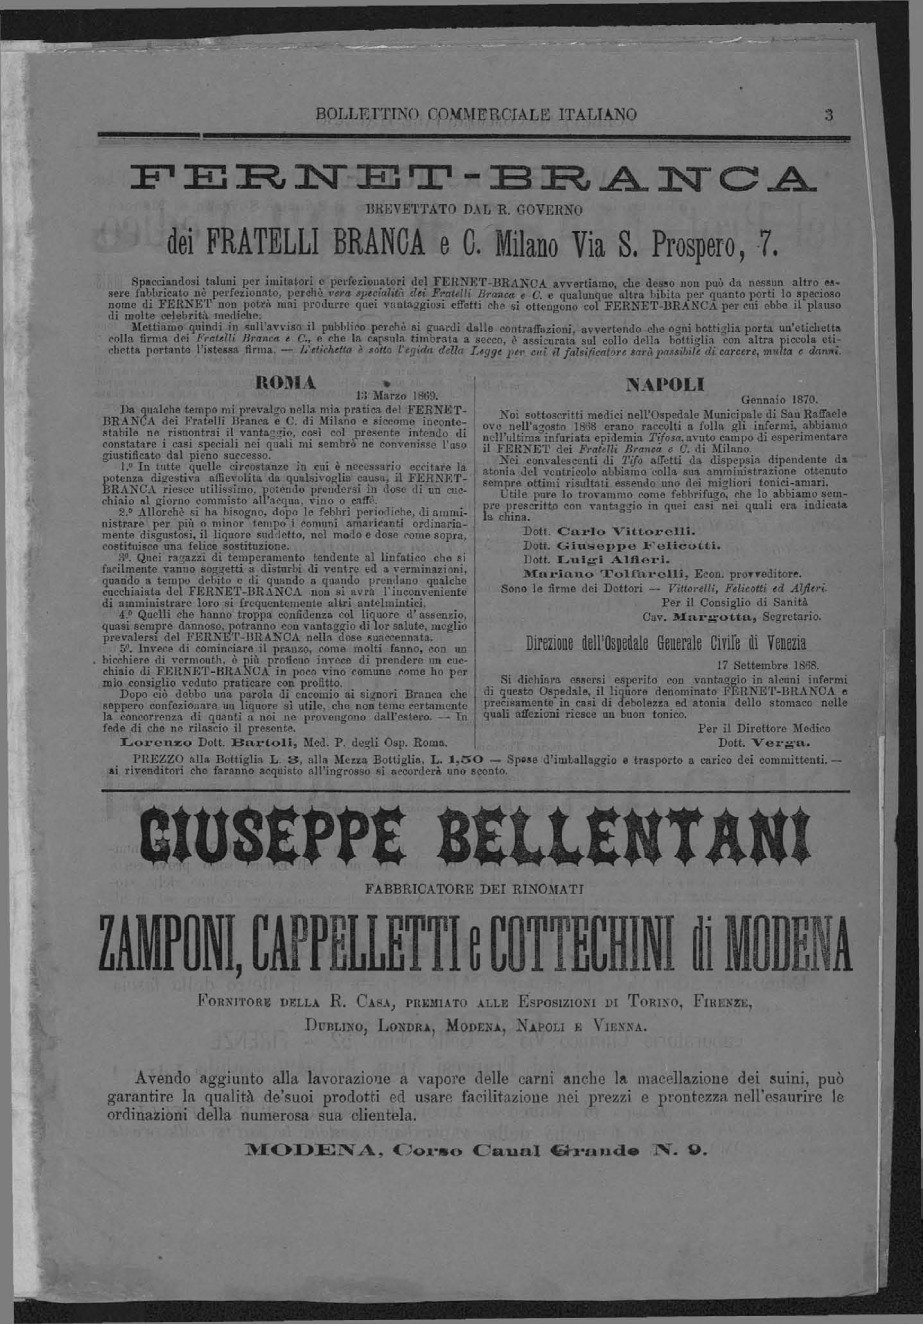 BOLLETTINO COMMERCIALE ITALIANO 3
FERNET-BRANCA
BREVETTATO DAL R. GOVERNO
dei FRATELLI BRANCA e C. Milano Via S. Prospero, 7.
Spacciandosi taluni per imitatori e perfezionatori del FERNET-BRANCA avvertiamo, che desso non può da nessun altro es-
sere fabbricato nè perfezionato, perchè vera specialità dei Fratelli Branca e C. e qualunque altra bibita per quanto porti lo specioso
nome di FERNET non potrà mai produrre quei vantaggiosi effetti che si ottengono col FERNET-BRANCA per cui ebbe il plauso
di molte celebrità mediche.
Mettiamo quindi in sull'avviso il pubblico perchè si guardi dalle contraffazioni, avvertendo che ogni bottiglia porta un'etichetta
colla firma dei Fratelli Branca e C., e che la capsula timbrata a secco, è assicurata sul collo della bottiglia con altra piccola eti-
chetta portante l'istessa firma. — L'etichetta è sotto l'egida della Legge per cui il falsificatore sarà passibile di carcere, multa e danni.
ROMA
13 Marzo 1869.
Da qualche tempo mi prevalgo nella mia pratica del FERNET-
BRANCA dei Fratelli Branca e C. di Milano e siccome inconte-
stabile ne riscontrai il vantaggio, così col presente intendo di
constatare i casi speciali nei quali mi sembrò ne convenisse l'uso
giustificato dal pieno successo.
1.º In tutte quelle circostanze in cui è necessario eccitare la
potenza digestiva affievolita da qualsivoglia causa, il FERNET-
BRANCA riesce utilissimo, potendo prendersi in dose di un cuc-
chiaio al giorno commisto all'acqua, vino o caffè.
2.º Allorchè si ha bisogno, dopo le febbri periodiche, di ammi-
nistrare per più o minor tempo i comuni amaricanti ordinaria-
mente disgustosi, il liquore suddetto, nel modo e dose come sopra,
costituisce una felice sostituzione.
3º. Quei ragazzi di temperamento tendente al linfatico che si
facilmente vanno soggetti a disturbi di ventre ed a verminazioni,
quando a tempo debito e di quando a quando prendano qualche
cucchiaiata del FERNET-BRANCA non si avrà l'inconveniente
di amministrare loro sì frequentemente altri antelmintici.
4.º Quelli che hanno troppa confidenza col liquore d'assenzio,
quasi sempre dannoso, potranno con vantaggio di lor salute, meglio
prevalersi del FERNET-BRANCA nella dose suaccennata.
5º. Invece di cominciare il pranzo, come molti fanno, con un
bicchiere di vermouth, è più proficuo invece di prendere un cuc-
chiaio di FERNET-BRANCA in poco vino comune come ho per
mio consiglio veduto praticare con profitto.
Dopo ciò debbo una parola di encomio ai signori Branca che
seppero confezionare un liquore sì utile, che non teme certamente
la concorrenza di quanti a noi ne provengono dall'estero. — In
fede di che ne rilascio il presente.
Lorenzo Dott. Bartoli, Med. P. degli Osp. Roma.
NAPOLI
Gennaio 1870.
Noi sottoscritti medici nell'Ospedale Municipale di San Raffaele
ove nell'agosto 1868 erano raccolti a folla gli infermi, abbiamo
nell'ultima infuriata epidemia Tifosa, avuto campo di esperimentare
il FERNET dei Fratelli Branca e C. di Milano.
Nei convalescenti di Tifo affetti da dispepsia dipendente da
atonia del ventricolo abbiamo colla sua amministrazione ottenuto
sempre ottimi risultati essendo uno dei migliori tonici-amari.
Utile pure lo trovammo come febbrifugo, che lo abbiamo sem-
pre prescritto con vantaggio in quei casi nei quali era indicata
la china.
Dott. Carlo Vittorelli.
Dott. Giuseppe Felicotti.
Dott. Luigi Alfieri.
Mariano Tolfarelli, Econ. provveditore.
Sono le firme dei Dottori — Vittorelli, Felicotti ed Alfieri.
Per il Consiglio di Sanità
Cav. Margotta, Segretario.
Direzione dell'Ospedale Generale Civile di Venezia
17 Settembre 1868.
Si dichiara essersi esperito con vantaggio in alcuni infermi
di questo Ospedale, il liquore denominato FERNET-BRANCA e
precisamente in casi di debolezza ed atonia dello stomaco nelle
quali affezioni riesce un buon tonico.
Per il Direttore Medico
Dott. Verga.
PREZZO alla Bottiglia L. 3, alla Mezza Bottiglia, L. 1,50 — Spese d'imballaggio e trasporto a carico dei committenti. —
ai rivenditori che faranno acquisto all'ingrosso si accorderà uno sconto.
GIUSEPPE BELLENTANI
FABBRICATORE DEI RINOMATI
ZAMPONI, CAPPELLETTI e COTTECHINI di MODENA
FORNITORE DELLA R. CASA, PREMIATO ALLE ESPOSIZIONI DI TORINO, FIRENZE,
DUBLINO, LONDRA, MODENA, NAPOLI E VIENNA.
Avendo aggiunto alla lavorazione a vapore delle carni anche la macellazione dei suini, può
garantire la qualità de'suoi prodotti ed usare facilitazione nei prezzi e prontezza nell'esaurire le
ordinazioni della numerosa sua clientela.
MODENA, Corso Canal Grande N. 9.